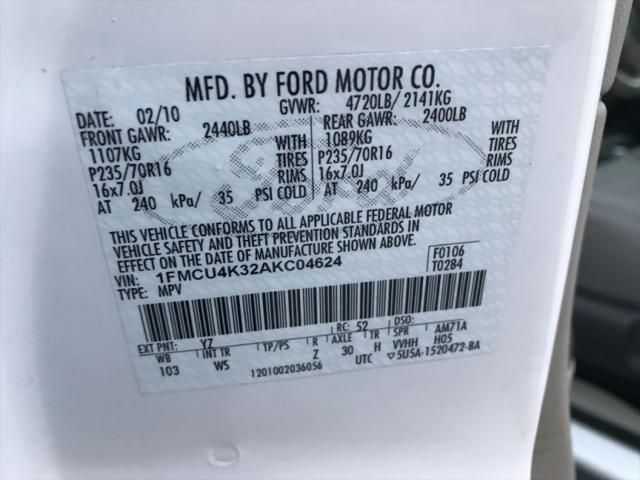 MFD. BY FORD MOTOR CO.
DATE: 02/10 GVWR: 4720LB/ 2141KG
FRONT GAWR: 2440LB REAR GAWR: 2400LB
1107KG WITH 1089KG WITH
P235/70R16 TIRES P235/70R16 TIRES
16x7.0J RIMS 16x7.0J RIMS
AT 240 kPa/ 35 PSI COLD AT 240 kPa/ 35 PSI COLD
THIS VEHICLE CONFORMS TO ALL APPLICABLE FEDERAL MOTOR
VEHICLE SAFETY AND THEFT PREVENTION STANDARDS IN
EFFECT ON THE DATE OF MANUFACTURE SHOWN ABOVE.
VIN: 1FMCU4K32AKC04624 F0106
TYPE: MPV T0284
EXT PNT: YZ RC: 52 DSO:
WB INT TR TP/PS R AXLE TR SPR AM71A
103 WS Z 30 H VVHH H05
1201002036056 UTC 5U5A-1520472-BA
Ford